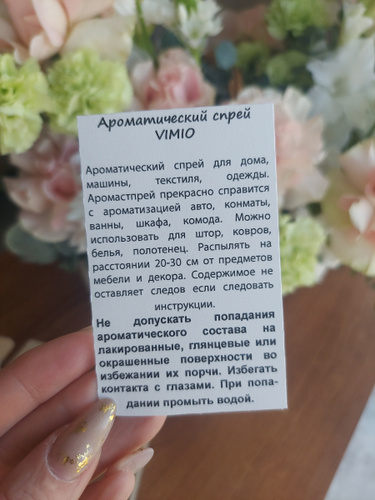 Ароматический спрей
VIMIO
Ароматический спрей для дома,
машины, текстиля, одежды.
Аромаспрей прекрасно справится
с ароматизацией авто, конматы,
ванны, шкафа, комода. Можно
использовать для штор, ковров,
белья, полотенец. Распылять на
расстоянии 20-30 см от предметов
мебели и декора. Содержимое не
оставляет следов если следовать
инструкции.
Не допускать попадания
ароматического состава на
лакированные, глянцевые или
окрашенные поверхности во
избежании их порчи. Избегать
контакта с глазами. При попа-
дании промыть водой.